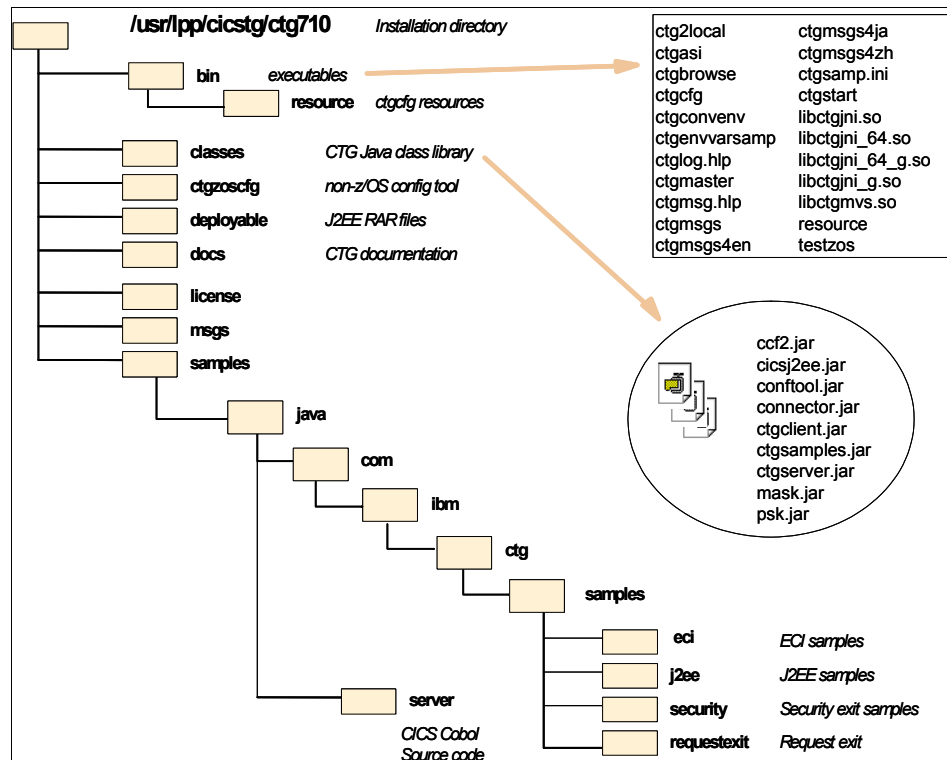 /usr/lpp/cicstg/ctg710 Installation directory
bin executables
resource ctgcfg resources
classes CTG Java class library
ctgzoscfg non-z/OS config tool
deployable J2EE RAR files
docs CTG documentation
license
msgs
samples
java
com
ibm
ctg
samples
eci ECI samples
j2ee J2EE samples
security Security exit samples
requestexit Request exit
server
CICS Cobol
Source code
ctg2local ctgmsgs4ja
ctgasi ctgmsgs4zh
ctgbrowse ctgsamp.ini
ctgcfg ctgstart
ctgconvenv libctgjni.so
ctgenvvarsamp libctgjni_64.so
ctglog.hlp libctgjni_64_g.so
ctgmaster libctgjni_g.so
ctgmsg.hlp libctgmvs.so
ctgmsgs resource
ctgmsgs4en testzos
ccf2.jar
cicsj2ee.jar
conftool.jar
connector.jar
ctgclient.jar
ctgsamples.jar
ctgserver.jar
mask.jar
psk.jar